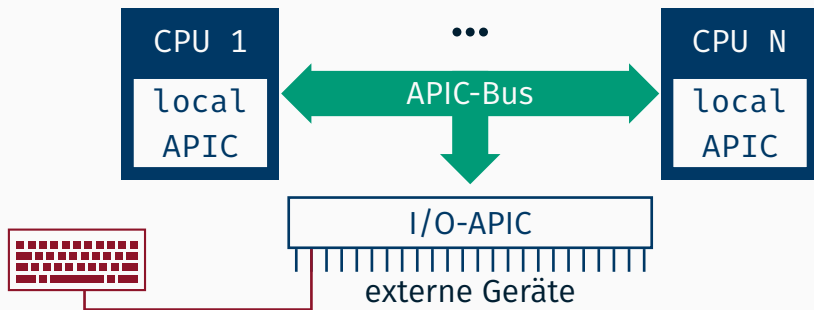 CPU 1
...
CPU N
local
APIC
APIC-Bus
local
APIC
I/O-APIC
externe Geräte